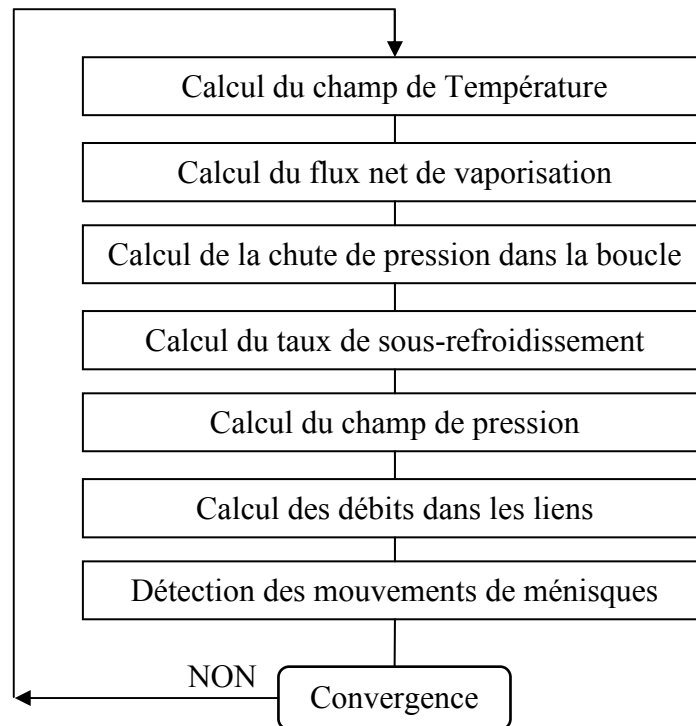 Calcul du champ de Température
Calcul du flux net de vaporisation
Calcul de la chute de pression dans la boucle
Calcul du taux de sous-refroidissement
Calcul du champ de pression
Calcul des débits dans les liens
Détection des mouvements de ménisques
NON
Convergence